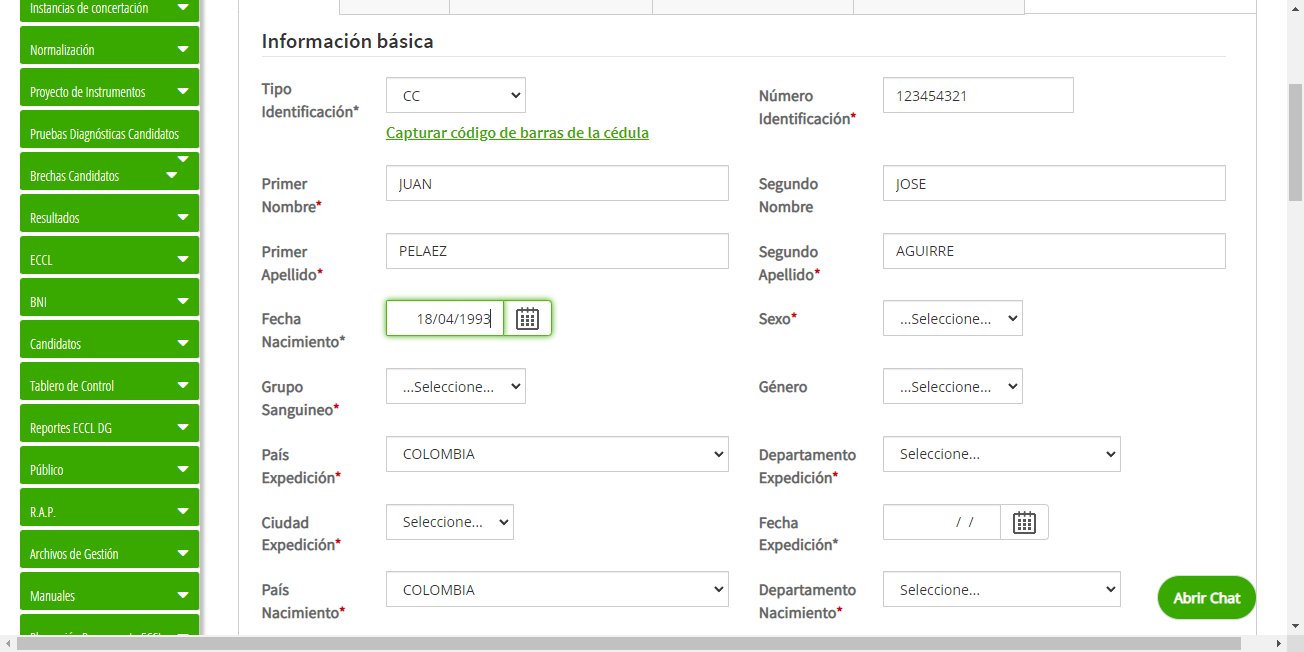 Instancias de concertación
Normalización
Proyecto de Instrumentos
Pruebas Diagnósticas Candidatos
Brechas Candidatos
Resultados
ECCL
BNI
Candidatos
Tablero de Control
Reportes ECCL DG
Público
R.A.P.
Archivos de Gestión
Manuales
Información básica
Tipo
Identificación*
CC
Capturar código de barras de la cédula
Número
Identificación*
123454321
Primer
Nombre*
JUAN
Segundo
Nombre
JOSE
Primer
Apellido*
PELAEZ
Segundo
Apellido*
AGUIRRE
Fecha
Nacimiento*
18/04/1993
Sexo*
...Seleccione...
Grupo
Sanguineo*
...Seleccione...
Género
...Seleccione...
País
Expedición*
COLOMBIA
Departamento
Expedición*
Seleccione...
Ciudad
Expedición*
Seleccione...
Fecha
Expedición*
/ /
País
Nacimiento*
COLOMBIA
Departamento
Nacimiento*
Seleccione...
Abrir Chat